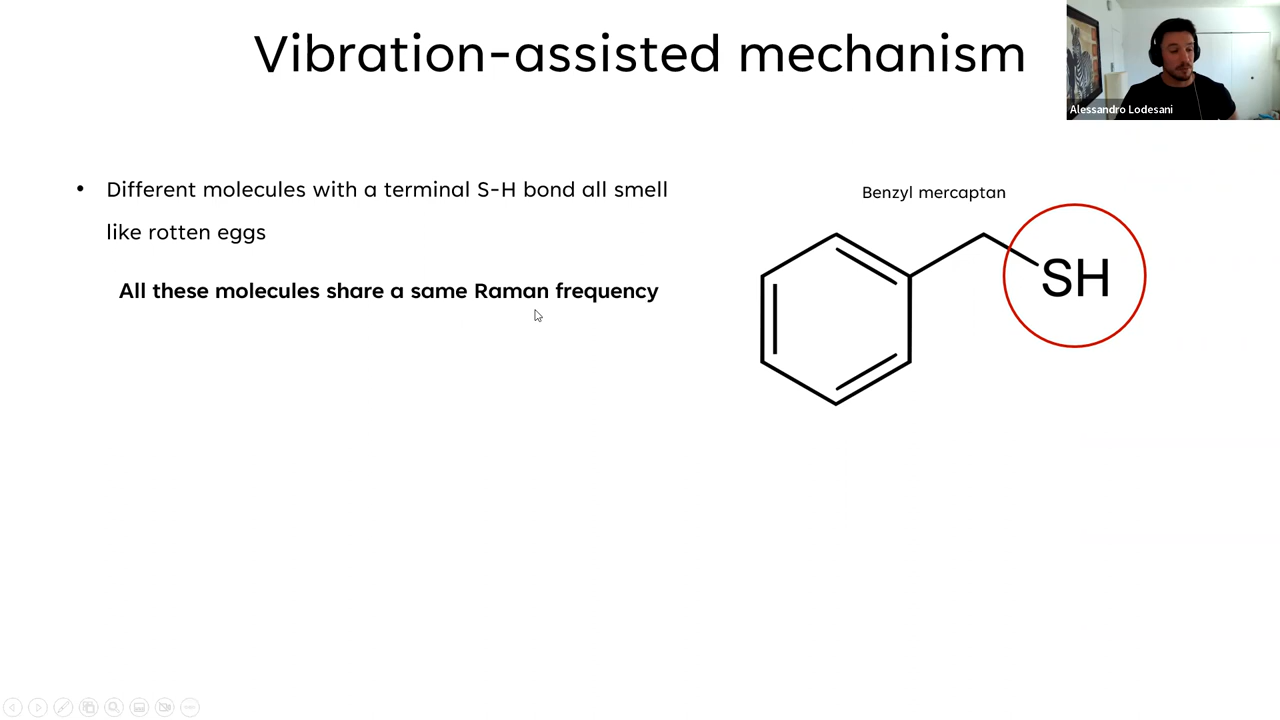 Vibration-assisted mechanism
Alessandro Lodesani
• Different molecules with a terminal S-H bond all smell
like rotten eggs
All these molecules share a same Raman frequency
Benzyl mercaptan
SH